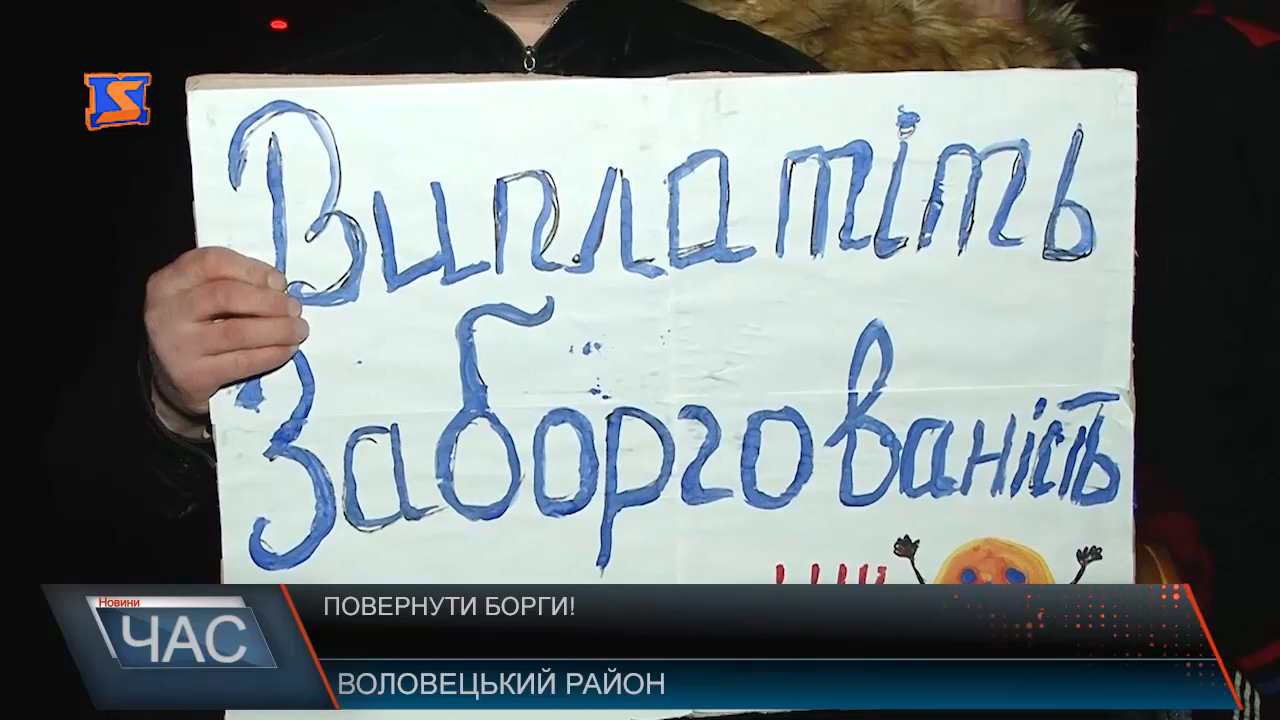 Виплатіть
Заборгованість
!!!!
Новини
ЧАС
ПОВЕРНУТИ БОРГИ!
ВОЛОВЕЦЬКИЙ РАЙОН